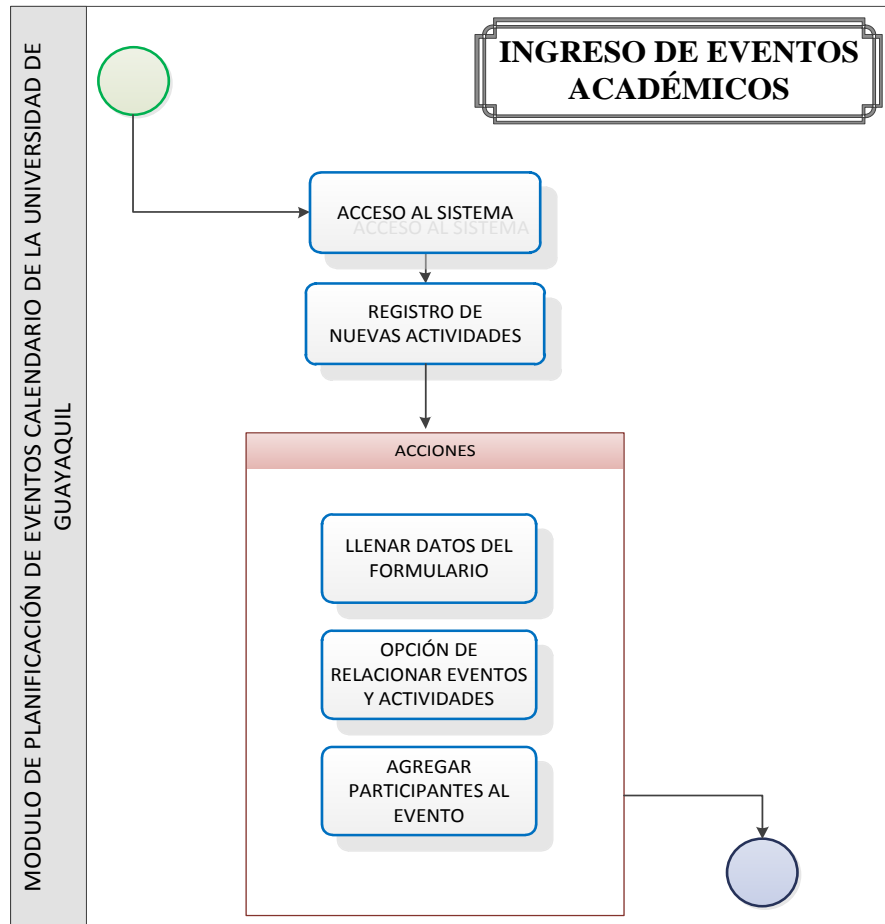 MODULO DE PLANIFICACIÓN DE EVENTOS CALENDARIO DE LA UNIVERSIDAD DE
GUAYAQUIL
INGRESO DE EVENTOS
ACADÉMICOS
ACCESO AL SISTEMA
ACCESO AL SISTEMA
REGISTRO DE
NUEVAS ACTIVIDADES
ACCIONES
LLENAR DATOS DEL
FORMULARIO
OPCIÓN DE
RELACIONAR EVENTOS
Y ACTIVIDADES
AGREGAR
PARTICIPANTES AL
EVENTO